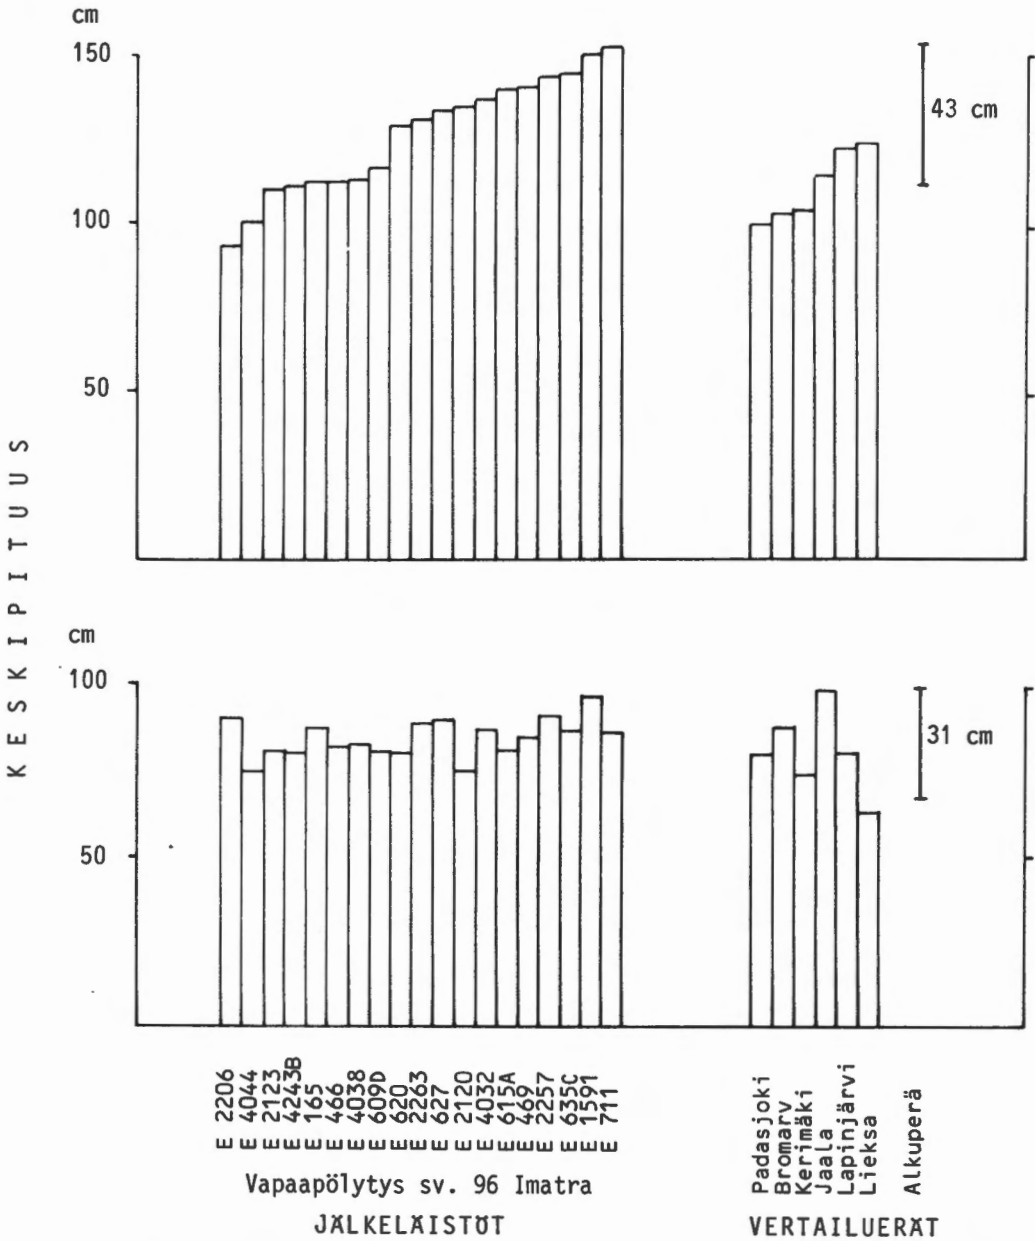 cm
150
100
50
43 cm
KESKIPITUUS
cm
100
50
31 cm
E 2206
E 4044
E 2123
E 4243B
E 165
E 466
E 4038
E 609D
E 620
E 2263
E 627
E 2120
E 4032
E 615A
E 469
E 2257
E 635C
E 1591
E 711
Padasjoki
Bromarv
Kerimäki
Jaala
Lapinjärvi
Lieksa
Alkuperä
Vapaapölytys sv. 96 Imatra
JÄLKELÄISTÖT
VERTAILUERÄT